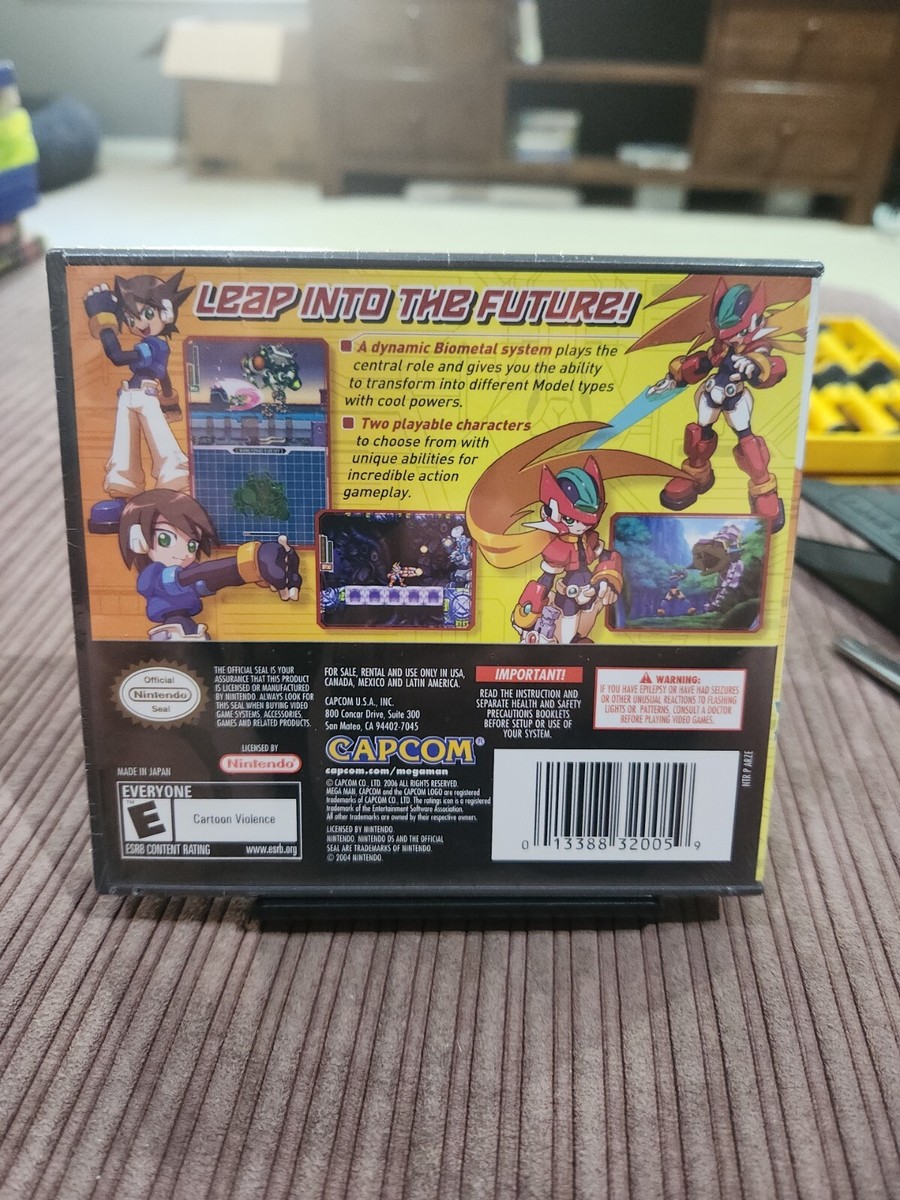 LEAP INTO THE FUTURE!
A dynamic Biometal system plays the
central role and gives you the ability
to transform into different Model types
with cool powers.
Two playable characters
to choose from with
unique abilities for
incredible action
gameplay.
Official
Nintendo
Seal
THE OFFICIAL SEAL IS YOUR
ASSURANCE THAT THIS PRODUCT
IS LICENSED OR MANUFACTURED
BY NINTENDO. ALWAYS LOOK FOR
THIS SEAL WHEN BUYING VIDEO
GAME SYSTEMS, ACCESSORIES,
GAMES AND RELATED PRODUCTS.
LICENSED BY
Nintendo®
MADE IN JAPAN
EVERYONE
E
™
Cartoon Violence
ESRB CONTENT RATING
www.esrb.org
FOR SALE, RENTAL AND USE ONLY IN USA,
CANADA, MEXICO AND LATIN AMERICA.
CAPCOM U.S.A., INC.
800 Concar Drive, Suite 300
San Mateo, CA 94402-7045
CAPCOM®
capcom.com/megaman
© CAPCOM CO., LTD. 2006 ALL RIGHTS RESERVED.
MEGA MAN, CAPCOM and the CAPCOM LOGO are registered
trademarks of CAPCOM CO., LTD. The ratings icon is a registered
trademark of the Entertainment Software Association.
All other trademarks are owned by their respective owners.
LICENSED BY NINTENDO.
NINTENDO, NINTENDO DS AND THE OFFICIAL
SEAL ARE TRADEMARKS OF NINTENDO.
© 2004 NINTENDO.
IMPORTANT!
READ THE INSTRUCTION AND
SEPARATE HEALTH AND SAFETY
PRECAUTIONS BOOKLETS
BEFORE SETUP OR USE OF
YOUR SYSTEM.
WARNING:
IF YOU HAVE EPILEPSY OR HAVE HAD SEIZURES
OR OTHER UNUSUAL REACTIONS TO FLASHING
LIGHTS OR PATTERNS, CONSULT A DOCTOR
BEFORE PLAYING VIDEO GAMES.
0 13388 32005 9
NTR P ARZE